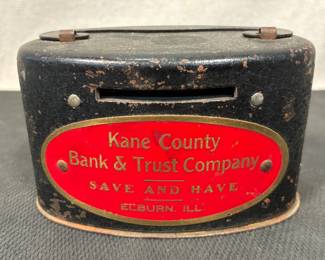 Kane County
Bank & Trust Company
SAVE AND HAVE
ELBURN, ILL.